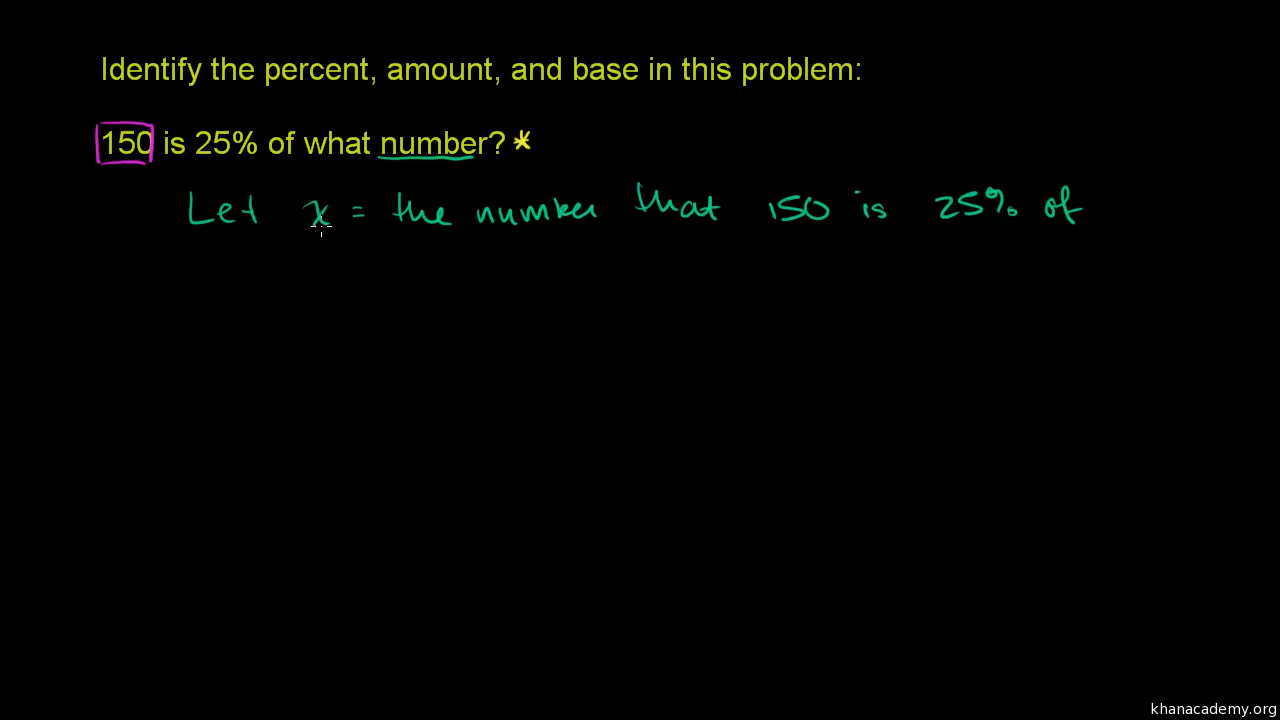 Identify the percent, amount, and base in this problem:
150 is 25% of what number? *
Let x = the number that 150 is 25% of
khanacademy.org